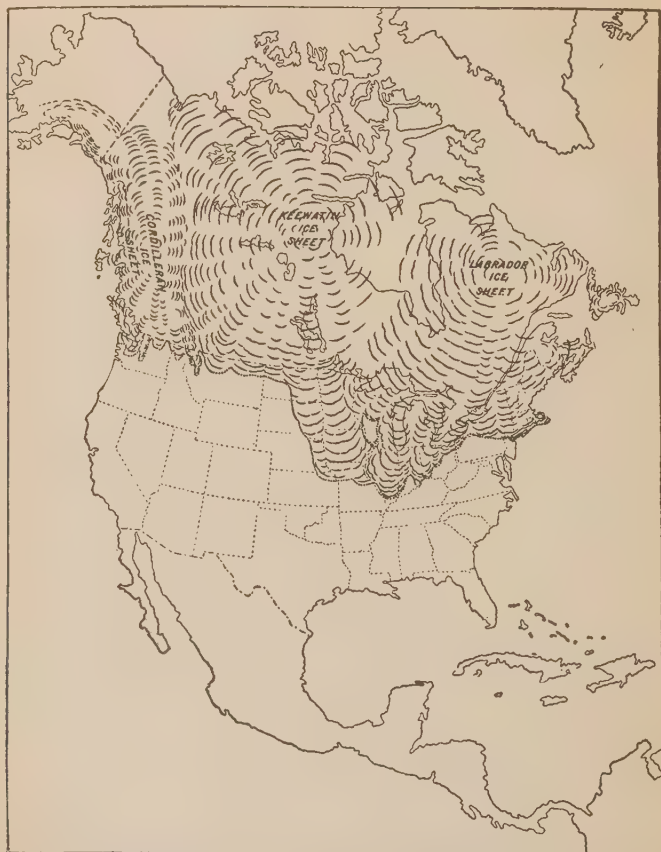 CORDILLERAN
ICE
SHEET
KEEWATIN
ICE
SHEET
LABRADOR
ICE
SHEET